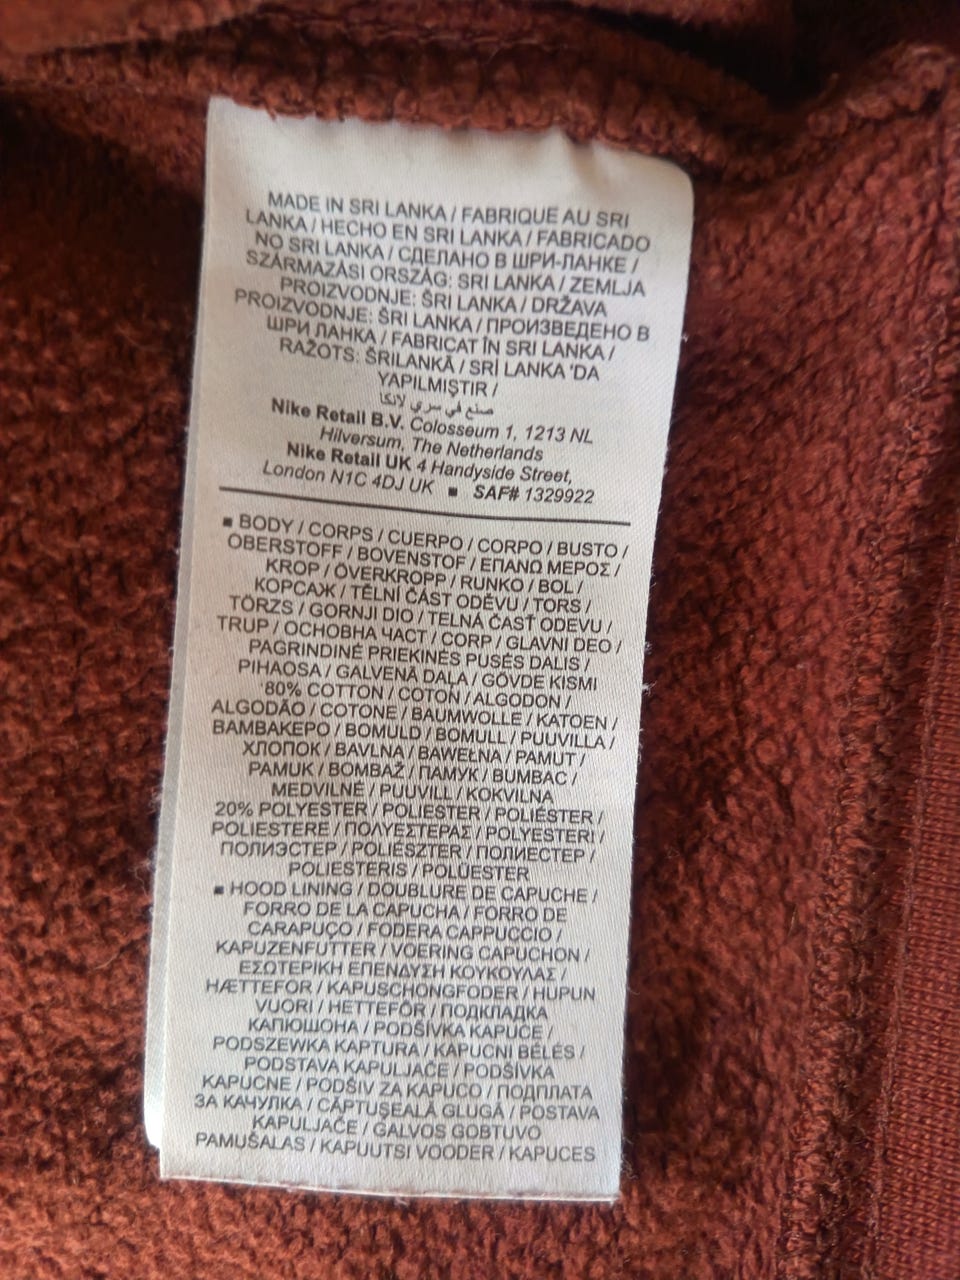 MADE IN SRI LANKA / FABRIQUE AU SRI
LANKA / HECHO EN SRI LANKA / FABRICADO
NO SRI LANKA / СДЕЛАНО В ШРИ-ЛАНКЕ /
SZÁRMAZÁSI ORSZÁG: SRI LANKA / ZEMLJA
PROIZVODNJE: ŠRI LANKA / DRŽAVA
PROIZVODNJE: ŠRI LANKA / ПРОИЗВЕДЕНО В
ШРИ ЛАНКА / FABRICAT ÎN SRI LANKA /
RAŽOTS: ŠRILANKĀ / SRİ LANKA 'DA
YAPILMIŞTIR /
صنع في سري لانكا
Nike Retail B.V. Colosseum 1, 1213 NL
Hilversum, The Netherlands
Nike Retail UK 4 Handyside Street,
London N1C 4DJ UK ■ SAF# 1329922
■ BODY / CORPS / CUERPO / CORPO / BUSTO /
OBERSTOFF / BOVENSTOF / ΕΠΑΝΩ ΜΕΡΟΣ /
KROP / ÖVERKROPP / RUNKO / BOL /
КОРСАЖ / TĚLNÍ ČÁST ODĚVU / TORS /
TÖRZS / GORNJI DIO / TELNÁ ČASŤ ODEVU /
TRUP / ОСНОВНА ЧАСТ / CORP / GLAVNI DEO /
PAGRINDINĖ PRIEKINĖS PUSĖS DALIS /
PIHAOSA / GALVENĀ DAĻA / GÖVDE KISMI
80% COTTON / COTON / ALGODON /
ALGODÃO / COTONE / BAUMWOLLE / KATOEN /
ΒΑΜΒΑΚΕΡΟ / BOMULD / BOMULL / PUUVILLA /
ХЛОПОК / BAVLNA / BAWEŁNA / PAMUT /
PAMUK / BOMBAŽ / ПАМУК / BUMBAC /
MEDVILNĖ / PUUVILL / KOKVILNA
20% POLYESTER / POLIESTER / POLIÉSTER /
POLIESTERE / ΠΟΛΥΕΣΤΕΡΑΣ / POLYESTERI /
ПОЛИЭСТЕР / POLIÉSZTER / ПОЛИЕСТЕР /
POLIESTERIS / POLÜESTER
■ HOOD LINING / DOUBLURE DE CAPUCHE /
FORRO DE LA CAPUCHA / FORRO DE
CARAPUÇO / FODERA CAPPUCCIO /
KAPUZENFUTTER / VOERING CAPUCHON /
ΕΣΩΤΕΡΙΚΗ ΕΠΕΝΔΥΣΗ ΚΟΥΚΟΥΛΑΣ /
HÆTTEFOR / KAPUSCHONGFODER / HUPUN
VUORI / HETTEFÔR / ПОДКЛАДКА
КАПЮШОНА / PODŠÍVKA KAPUCE /
PODSZEWKA KAPTURA / KAPUCNI BÉLÉS /
PODSTAVA KAPULJAČE / PODŠÍVKA
KAPUCNE / PODŠIV ZA KAPUCO / ПОДПЛАТА
ЗА КАЧУЛКА / CĂPTUȘEALĂ GLUGĂ / POSTAVA
KAPULJAČE / GALVOS GOBTUVO
PAMUŠALAS / KAPUUTSI VOODER / KAPUCES